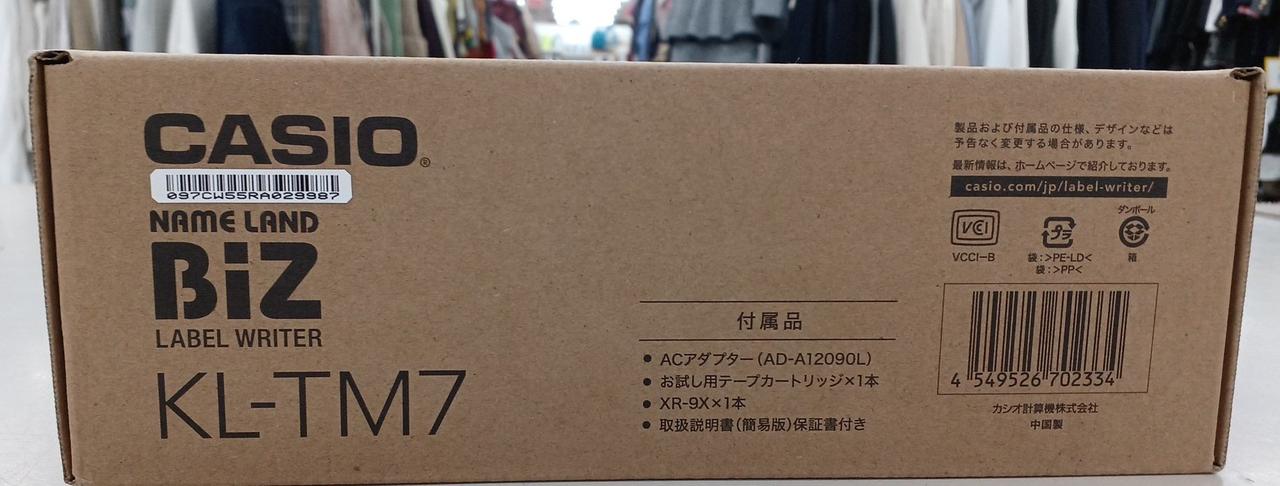 CASIO®
097CW55RA029987
NAME LAND
BiZ
LABEL WRITER
KL-TM7
付属品
● ACアダプター(AD-A12090L)
● お試し用テープカートリッジ×1本
● XR-9X×1本
● 取扱説明書(簡易版)保証書付き
製品および付属品の仕様、デザインなどは
予告なく変更する場合があります。
最新情報は、ホームページで紹介しております。
casio.com/jp/label-writer/
VCI
VCCI-B
プラ
袋:>PE-LD<
袋:>PP<
ダンボール
箱
4 549526 702334
カシオ計算機株式会社
中国製